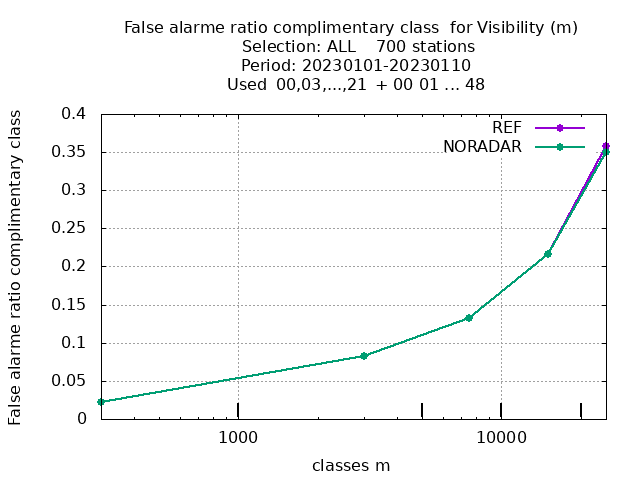 False alarme ratio complimentary class  for Visibility (m)
Selection: ALL    700 stations
Period: 20230101-20230110
Used  00,03,...,21  + 00 01 ... 48
False alarme ratio complimentary class
0.4
0.35
0.3
0.25
0.2
0.15
0.1
0.05
0
REF
NORADAR
1000
10000
classes m